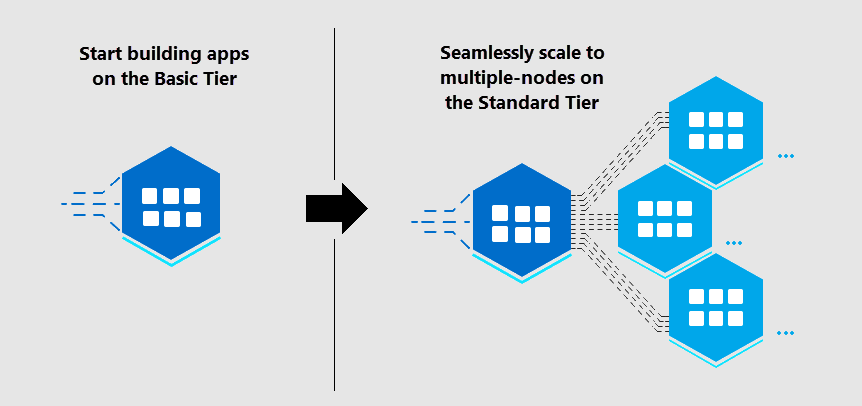 Start building apps
on the Basic Tier
Seamlessly scale to
multiple-nodes on
the Standard Tier